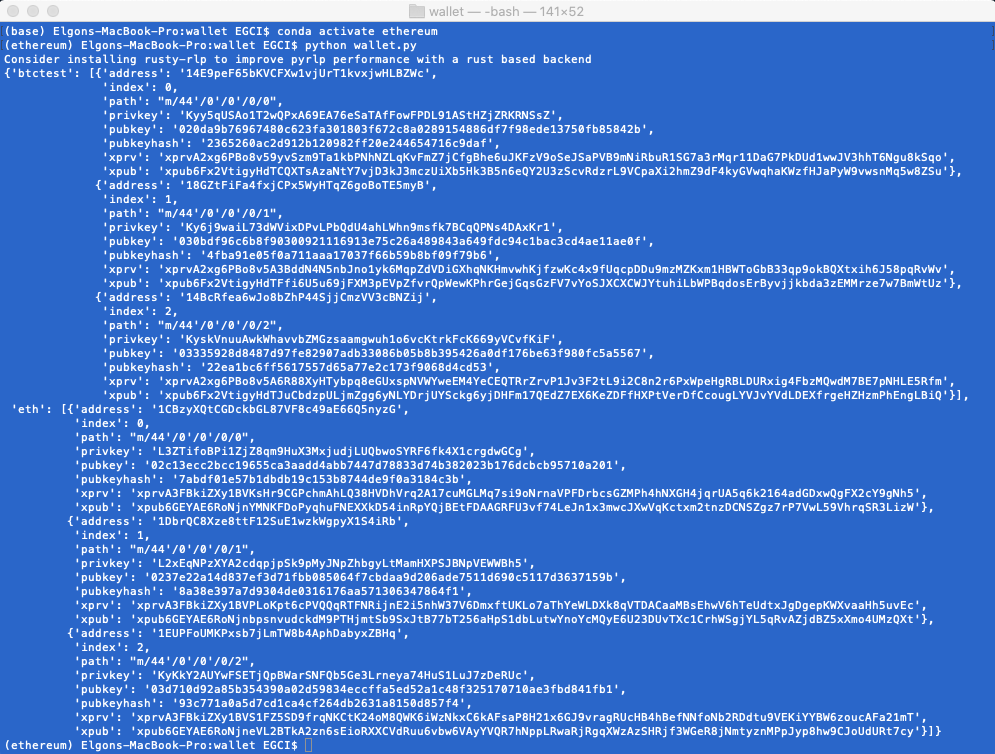 wallet — -bash — 141×52
(base) Elgons-MacBook-Pro:wallet EGCI$ conda activate ethereum
(ethereum) Elgons-MacBook-Pro:wallet EGCI$ python wallet.py
Consider installing rusty-rlp to improve pyrlp performance with a rust based backend
{'btctest': [{'address': '14E9peF65bKVCFXw1vjUrT1kvxjwHLBZWc',
'index': 0,
'path': "m/44'/0'/0'/0/0",
'privkey': 'Kyy5qUSAo1T2wQPxA69EA76eSaTAfFowFPDL91AStHZjZRKRNSsZ',
'pubkey': '020da9b76967480c623fa301803f672c8a0289154886df7f98ede13750fb85842b',
'pubkeyhash': '2365260ac2d912b120982ff20e244654716c9daf',
'xprv': 'xprvA2xg6PBo8v59yvSzm9Ta1kbPNhNZLqKvFmZ7jCfgBhe6uJKFzV9oSeJSaPVB9mNiRbuR1SG7a3rMqr11DaG7PkDUd1wwJV3hhT6Ngu8kSqo',
'xpub': 'xpub6Fx2VtigyHdTCQXTsAzaNtY7vjD3kJ3mczUiXb5Hk3B5n6QY2U3zScvRdzrL9VCpaXi2hmZ9dF4kyGVwqhaKWzfHJaPyW9vwsnMq5w8ZSu'},
{'address': '18GZtFiFa4fxjCPx5WyHTqZ6goBoTE5myB',
'index': 1,
'path': "m/44'/0'/0'/0/1",
'privkey': 'Ky6j9waiL73dWVixDPvLPbQdU4ahLWhn9msfk7BCqQPNs4DAxKr1',
'pubkey': '030bdf96c6b8f90300921116913e75c26a489843a649fdc94c1bac3cd4ae11ae0f',
'pubkeyhash': '4fba91e05f0a711aaa17037f66b59b8bf09f79b6',
'xprv': 'xprvA2xg6PBo8v5A3BddN4N5nbJno1yk6MqpZdVDiGXhqNKHmvwhKjfzwKc4x9fUqcpDDu9mzMZKxm1HBWToGbB33qp9okBQXtxih6J58pqRvWv',
'xpub': 'xpub6Fx2VtigyHdTFfi6U5u69jFXM3pEVpZfvrQpWewKPhrGejGqsGzFV7vYoSJXCXCWJYtuhiLbWPBqdosErByvjjkbda3zEMMrze7w7BmWtUz'},
{'address': '14BcRfea6wJo8bZhP44SjjCmzVV3cBNZij',
'index': 2,
'path': "m/44'/0'/0'/0/2",
'privkey': 'KyskVnuuAwkWhavvbZMGzsaamgwuh1o6vcKtrkFcK669yVCvfKiF',
'pubkey': '03335928d8487d97fe82907adb33086b05b8b395426a0df176be63f980fc5a5567',
'pubkeyhash': '22ea1bc6ff5617557d65a77e2c173f9068d4cd53',
'xprv': 'xprvA2xg6PBo8v5A6R88XyHTybpq8eGUxspNVWYweEM4YeCEQTRrZrvP1Jv3F2tL9i2C8n2r6PxWpeHgRBLDURxig4FbzMQwdM7BE7pNHLE5Rfm',
'xpub': 'xpub6Fx2VtigyHdTJuCbdzpULjmZgg6yNLYDrjUYSckg6yjDHFm17QEdZ7EX6KeZDFfHXPtVerDfCcougLYVJvYVdLDEXfrgeHZHzmPhEngLBiQ'}],
'eth': [{'address': '1CBzyXQtCGDckbGL87VF8c49aE66Q5nyzG',
'index': 0,
'path': "m/44'/0'/0'/0/0",
'privkey': 'L3ZTifoBPi1ZjZ8qm9HuX3MxjudjLUQbwoSYRF6fk4X1crgdwGCg',
'pubkey': '02c13ecc2bcc19655ca3aadd4abb7447d78833d74b382023b176dcbcb95710a201',
'pubkeyhash': '7abdf01e57b1dbdb19c153b8744de9f0a3184c3b',
'xprv': 'xprvA3FBkiZXy1BVKsHr9CGPchmAhLQ38HVDhVrq2A17cuMGLMq7si9oNrnaVPFDrbcsGZMPh4hNXGH4jqrUA5q6k2164adGDxwQgFX2cY9gNh5',
'xpub': 'xpub6GEYAE6RoNjnYMNKFDoPyqhuFNEXXkD54inRpYQjBEtFDAAGRFU3vf74LeJn1x3mwcJXwVqKctxm2tnzDCNSZgz7rP7VwL59VhrqSR3LizW'},
{'address': '1DbrQC8Xze8ttF12SuE1wzkWgpyX1S4iRb',
'index': 1,
'path': "m/44'/0'/0'/0/1",
'privkey': 'L2xEqNPzXYA2cdqpjpSk9pMyJNpZhbgyLtMamHXPSJBNpVEWWBh5',
'pubkey': '0237e22a14d837ef3d71fbb085064f7cbdaa9d206ade7511d690c5117d3637159b',
'pubkeyhash': '8a38e397a7d9304de0316176aa571306347864f1',
'xprv': 'xprvA3FBkiZXy1BVPLoKpt6cPVQQqRTFNRijnE2i5nhW37V6DmxftUKLo7aThYeWLDXk8qVTDACaaMBsEhwV6hTeUdtxJgDgepKWXvaaHh5uvEc',
'xpub': 'xpub6GEYAE6RoNjnbpsnvudckdM9PTHjmtSb9SxJtB77bT256aHpS1dbLutwYnoYcMQyE6U23DUvTXc1CrhWSgjYL5qRvAZjdBZ5xXmo4UMzQXt'},
{'address': '1EUPFoUMKPxsb7jLmTW8b4AphDabyxZBHq',
'index': 2,
'path': "m/44'/0'/0'/0/2",
'privkey': 'KyKkY2AUYwFSETjQpBWarSNFQb5Ge3Lrneya74HuS1LuJ7zDeRUc',
'pubkey': '03d710d92a85b354390a02d59834eccffa5ed52a1c48f325170710ae3fbd841fb1',
'pubkeyhash': '93c771a0a5d7cd1ca4cf264db2631a8150d857f4',
'xprv': 'xprvA3FBkiZXy1BVS1FZ5SD9frqNKCtK24oM8QWK6iWzNkxC6kAFsaP8H21x6GJ9vragRUcHB4hBefNNfoNb2RDdtu9VEKiYYBW6zoucAFa21mT',
'xpub': 'xpub6GEYAE6RoNjneVL2BTkA2zn6sEioRXXCVdRuu6vbw6VAyYVQR7hNppLRwaRjRgqXWzAzSHRjf3WGeR8jNmtyznMPpJyp8hw9CJoUdURt7cy'}]}
(ethereum) Elgons-MacBook-Pro:wallet EGCI$